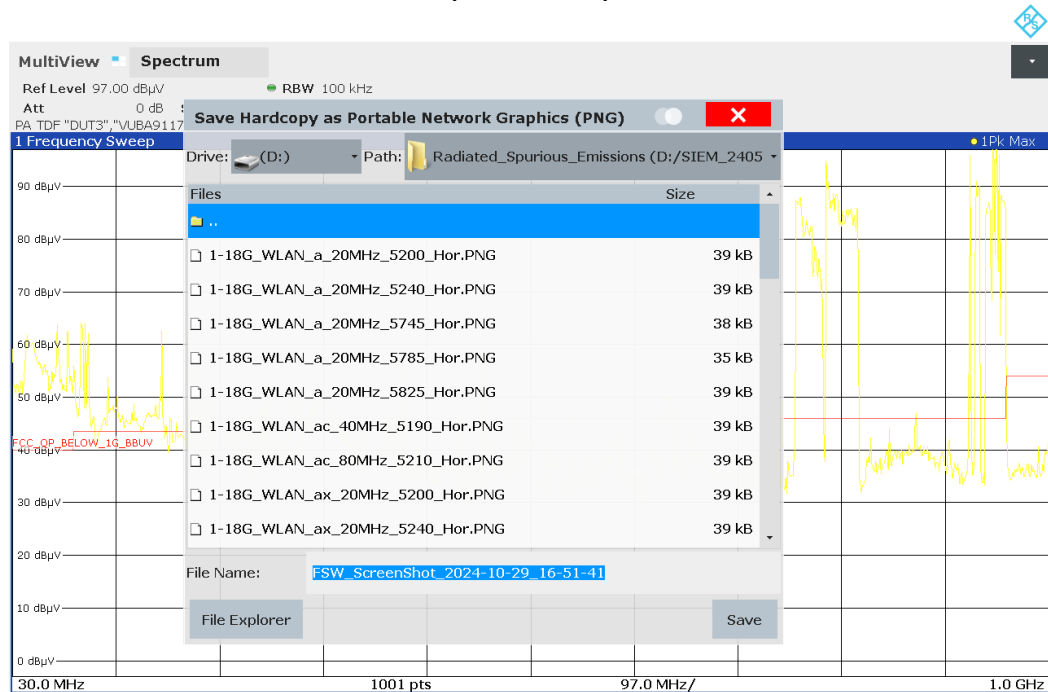 R&S
MultiView Spectrum
Ref Level 97.00 dBµV RBW 100 kHz
Att 0 dB
PA TDF "DUT3","VUBA9117
1 Frequency Sweep
1Pk Max
Save Hardcopy as Portable Network Graphics (PNG) X
Drive: (D:) Path: Radiated_Spurious_Emissions (D:/SIEM_2405
Files Size
..
1-18G_WLAN_a_20MHz_5200_Hor.PNG 39 kB
1-18G_WLAN_a_20MHz_5240_Hor.PNG 39 kB
1-18G_WLAN_a_20MHz_5745_Hor.PNG 38 kB
1-18G_WLAN_a_20MHz_5785_Hor.PNG 35 kB
1-18G_WLAN_a_20MHz_5825_Hor.PNG 39 kB
1-18G_WLAN_ac_40MHz_5190_Hor.PNG 39 kB
1-18G_WLAN_ac_80MHz_5210_Hor.PNG 39 kB
1-18G_WLAN_ax_20MHz_5200_Hor.PNG 39 kB
1-18G_WLAN_ax_20MHz_5240_Hor.PNG 39 kB
File Name: FSW_ScreenShot_2024-10-29_16-51-41
File Explorer Save
90 dBµV
80 dBµV
70 dBµV
60 dBµV
50 dBµV
FCC_QP_BELOW_1G_BBUV
40 dBµV
30 dBµV
20 dBµV
10 dBµV
0 dBµV
30.0 MHz 1001 pts 97.0 MHz/ 1.0 GHz